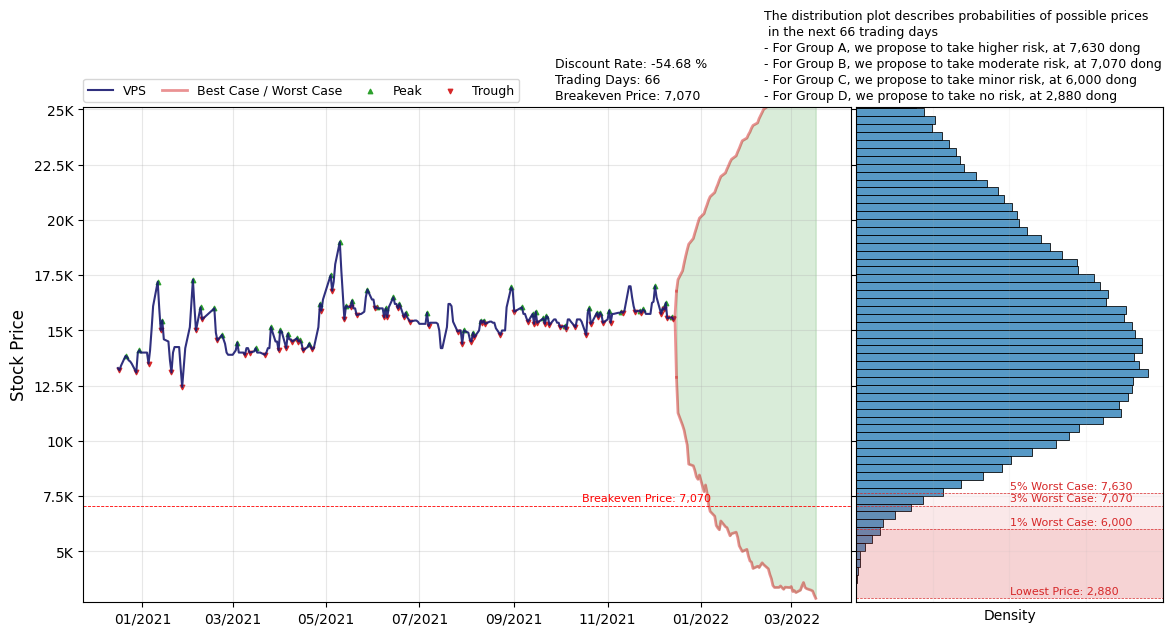 The distribution plot describes probabilities of possible prices
in the next 66 trading days
- For Group A, we propose to take higher risk, at 7,630 dong
- For Group B, we propose to take moderate risk, at 7,070 dong
- For Group C, we propose to take minor risk, at 6,000 dong
- For Group D, we propose to take no risk, at 2,880 dong
Discount Rate: -54.68 %
Trading Days: 66
Breakeven Price: 7,070
VPS Best Case / Worst Case Peak Trough
Stock Price
25K
22.5K
20K
17.5K
15K
12.5K
10K
7.5K
5K
Breakeven Price: 7,070
5% Worst Case: 7,630
3% Worst Case: 7,070
1% Worst Case: 6,000
Lowest Price: 2,880
01/2021 03/2021 05/2021 07/2021 09/2021 11/2021 01/2022 03/2022
Density